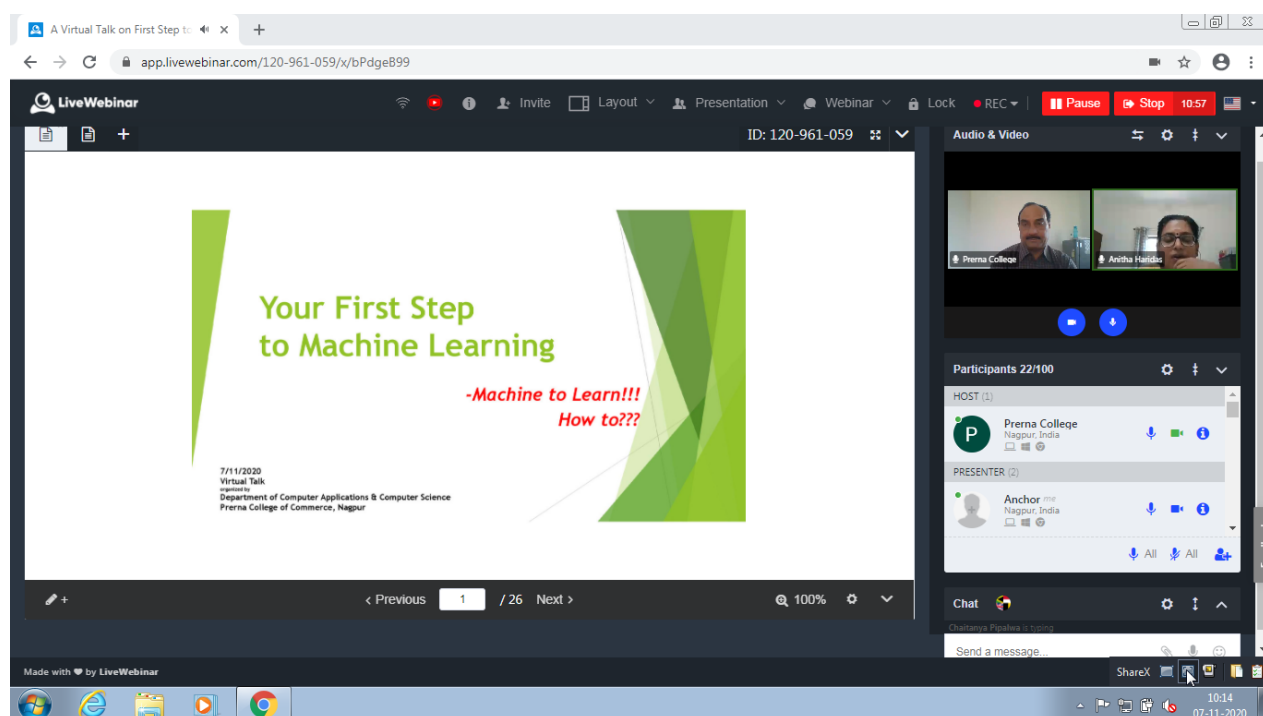 A Virtual Talk on First Step to
app.livewebinar.com/120-961-059/x/bPdgeB99
LiveWebinar
Invite
Layout
Presentation
Webinar
Lock
REC
Pause
Stop
10:57
ID: 120-961-059
Your First Step
to Machine Learning
-Machine to Learn!!!
How to???
7/11/2020
Virtual Talk
organized by
Department of Computer Applications & Computer Science
Prerna College of Commerce, Nagpur
+
< Previous 1 / 26 Next >
100%
Audio & Video
Prerna College
Anitha Haridas
Participants 22/100
HOST (1)
P
Prerna College
Nagpur, India
PRESENTER (2)
Anchor me
Nagpur, India
All
All
Chat
Chaitanya Pipalwa is typing
Send a message...
Made with ♥ by LiveWebinar
ShareX
10:14
07-11-2020